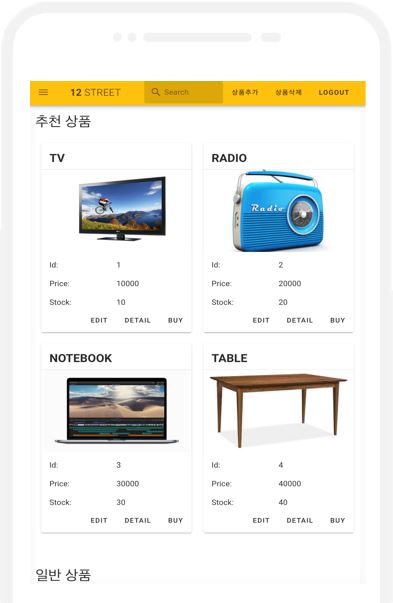 12 STREET Search 상품추가 상품삭제 LOGOUT
추천 상품
TV
Id: 1
Price: 10000
Stock: 10
EDIT DETAIL BUY
RADIO
Radio
Id: 2
Price: 20000
Stock: 20
EDIT DETAIL BUY
NOTEBOOK
Id: 3
Price: 30000
Stock: 30
EDIT DETAIL BUY
TABLE
Id: 4
Price: 40000
Stock: 40
EDIT DETAIL BUY
일반 상품